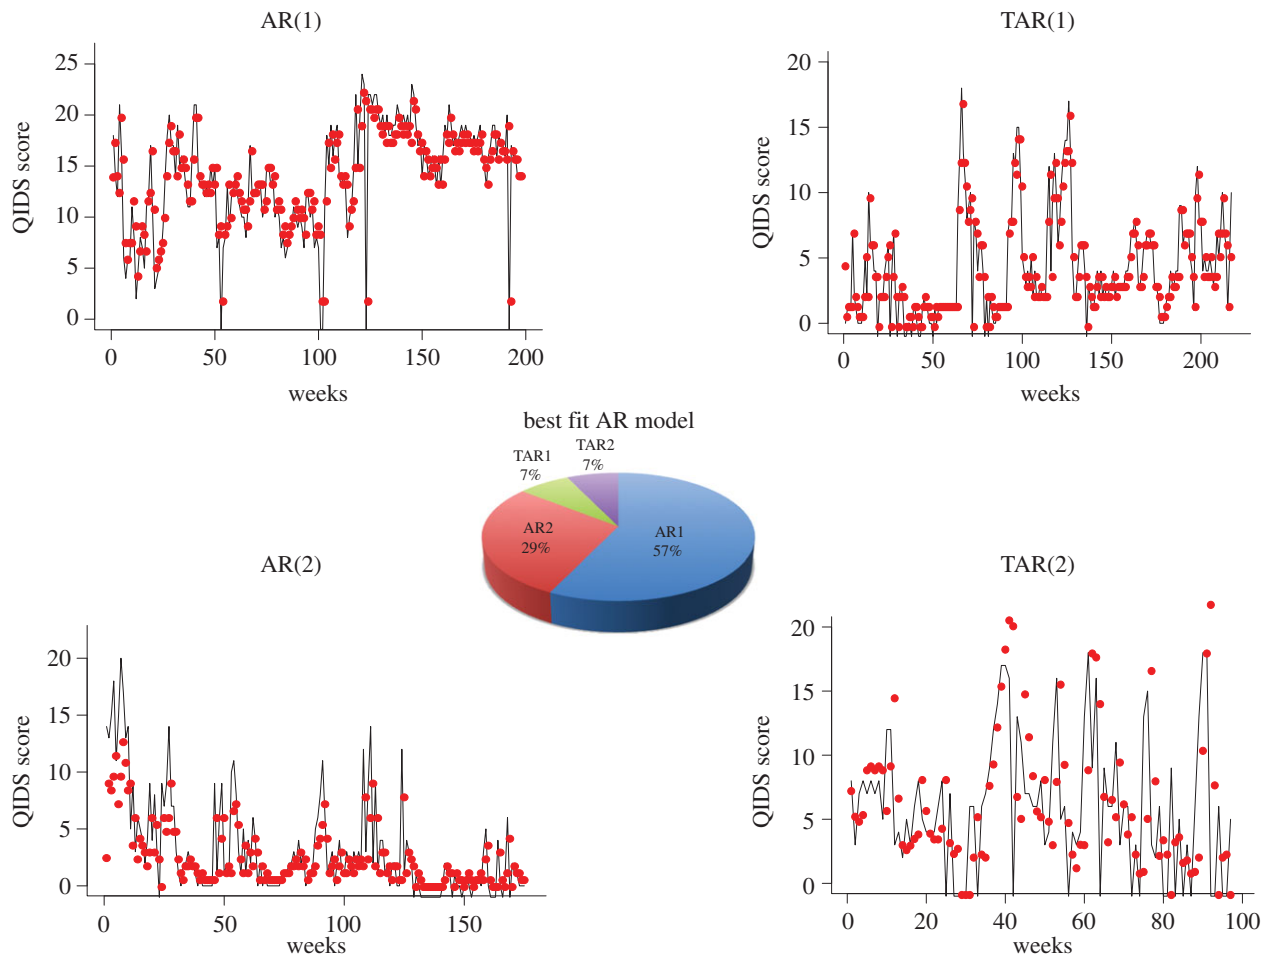 AR(1)
25
20
15
10
5
0
QIDS score
0 50 100 150 200
weeks
TAR(1)
20
15
10
5
0
QIDS score
0 50 100 150 200
weeks
best fit AR model
TAR2
7%
TAR1
7%
AR2
29%
AR1
57%
AR(2)
20
15
10
5
0
QIDS score
0 50 100 150
weeks
TAR(2)
20
15
10
5
0
QIDS score
0 20 40 60 80 100
weeks